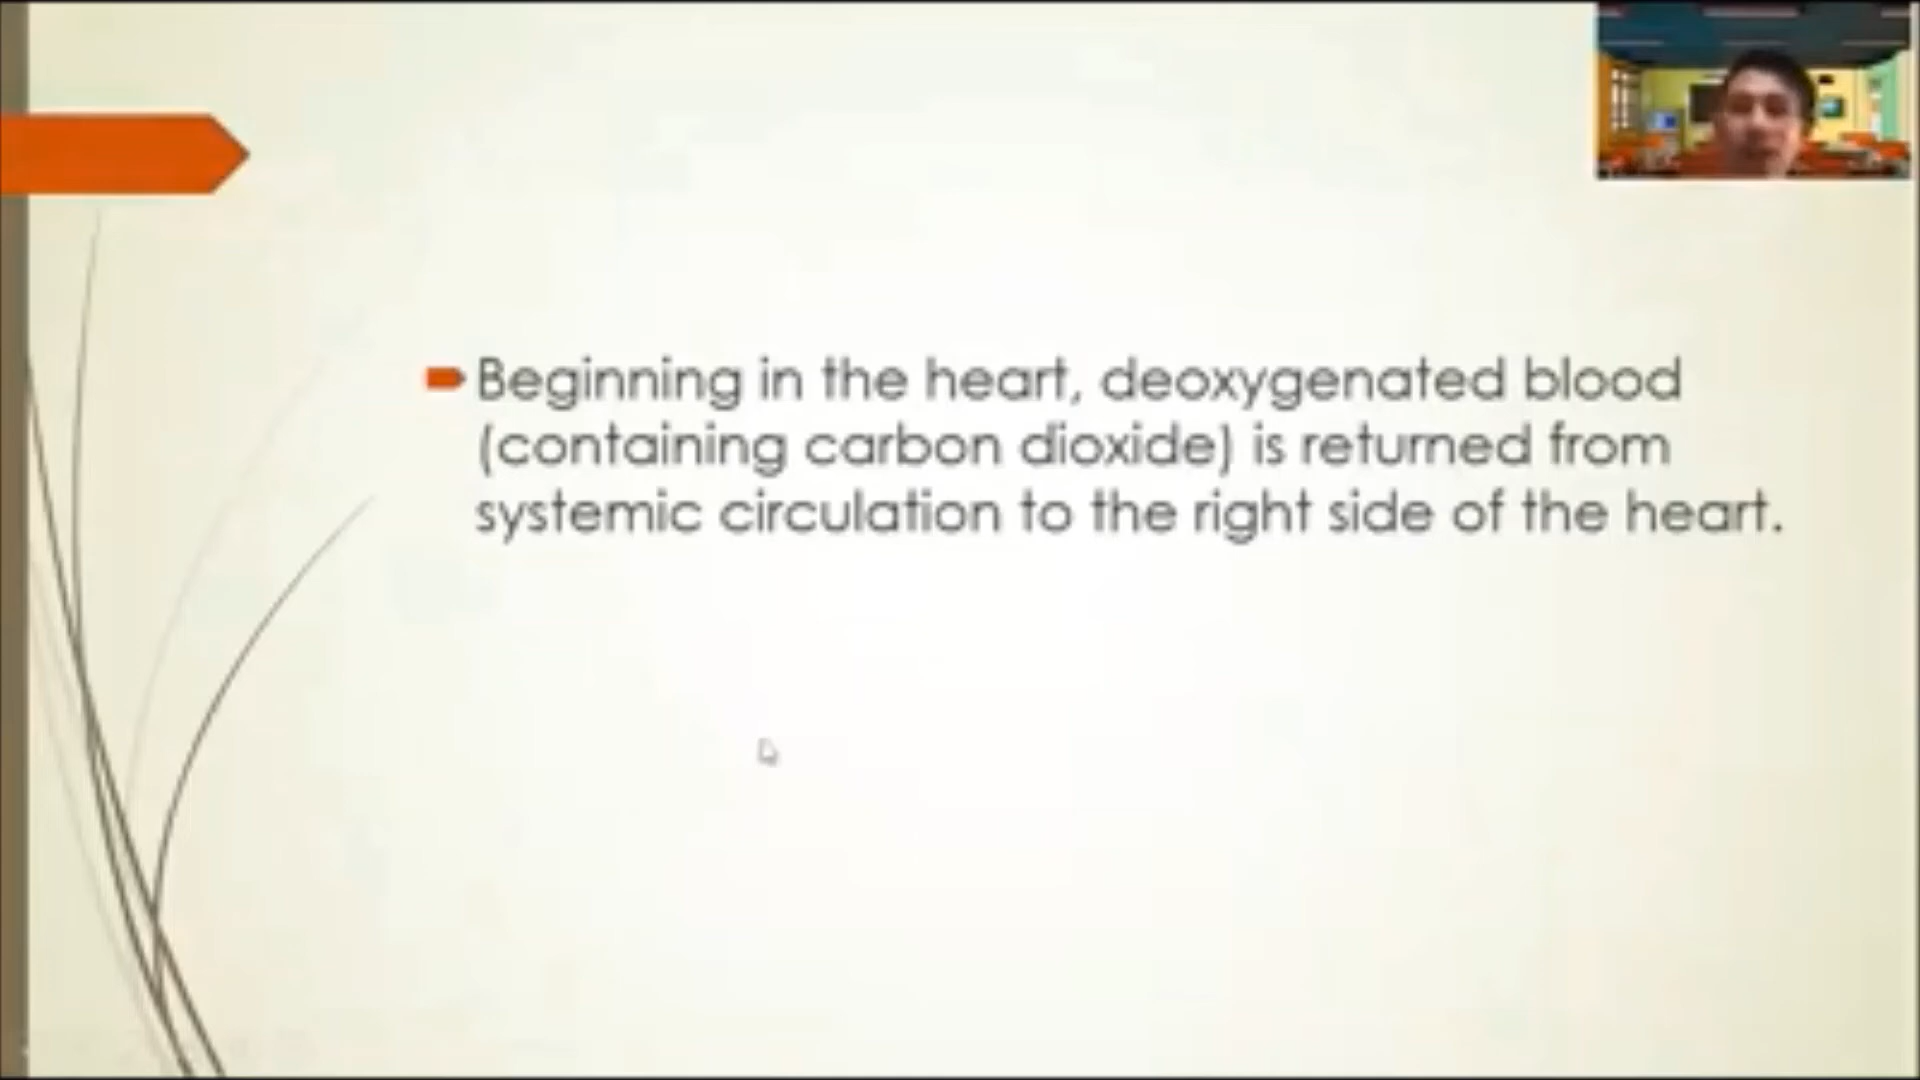 Beginning in the heart, deoxygenated blood
(containing carbon dioxide) is returned from
systemic circulation to the right side of the heart.